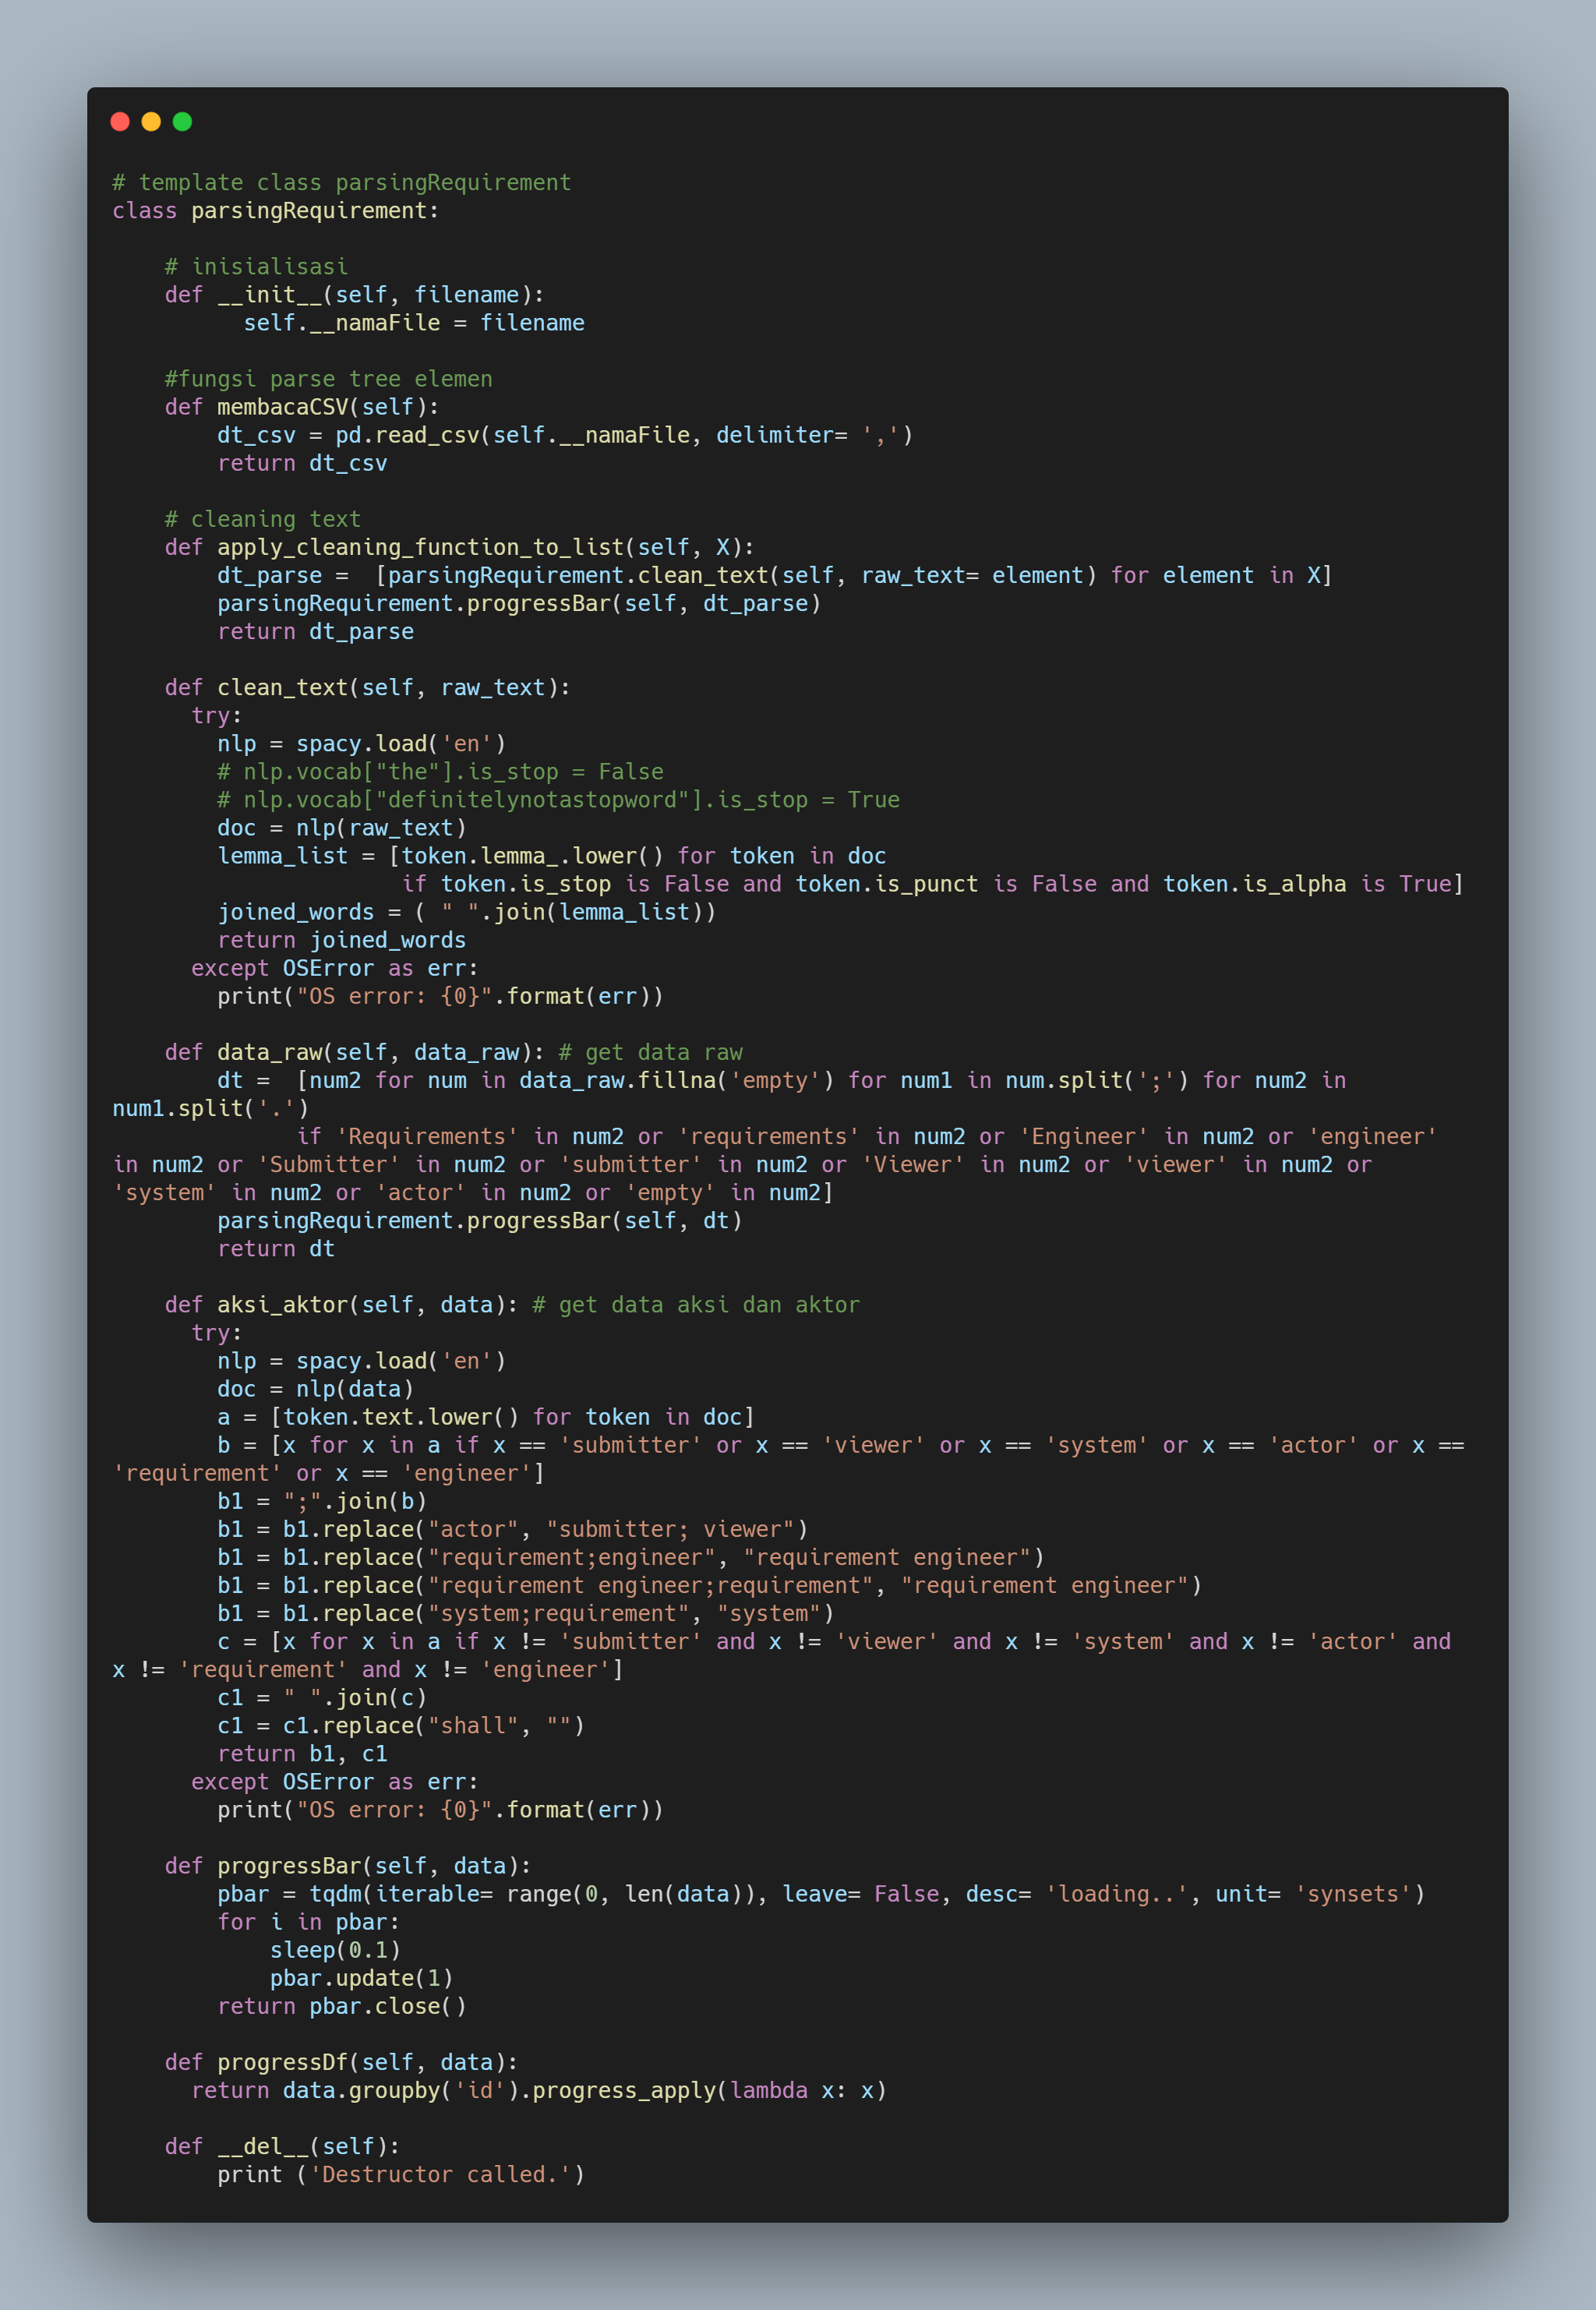 # template class parsingRequirement
class parsingRequirement:

    # inisialisasi
    def __init__(self, filename):
          self.__namaFile = filename

    #fungsi parse tree elemen
    def membacaCSV(self):
        dt_csv = pd.read_csv(self.__namaFile, delimiter= ',')
        return dt_csv

    # cleaning text
    def apply_cleaning_function_to_list(self, X):
        dt_parse =  [parsingRequirement.clean_text(self, raw_text= element) for element in X]
        parsingRequirement.progressBar(self, dt_parse)
        return dt_parse

    def clean_text(self, raw_text):
      try:
        nlp = spacy.load('en')
        # nlp.vocab["the"].is_stop = False
        # nlp.vocab["definitelynotastopword"].is_stop = True
        doc = nlp(raw_text)
        lemma_list = [token.lemma_.lower() for token in doc
                      if token.is_stop is False and token.is_punct is False and token.is_alpha is True]
        joined_words = ( " ".join(lemma_list))
        return joined_words
      except OSError as err:
        print("OS error: {0}".format(err))

    def data_raw(self, data_raw): # get data raw
        dt =  [num2 for num in data_raw.fillna('empty') for num1 in num.split(';') for num2 in
num1.split('.')
              if 'Requirements' in num2 or 'requirements' in num2 or 'Engineer' in num2 or 'engineer'
in num2 or 'Submitter' in num2 or 'submitter' in num2 or 'Viewer' in num2 or 'viewer' in num2 or
'system' in num2 or 'actor' in num2 or 'empty' in num2]
        parsingRequirement.progressBar(self, dt)
        return dt

    def aksi_aktor(self, data): # get data aksi dan aktor
      try:
        nlp = spacy.load('en')
        doc = nlp(data)
        a = [token.text.lower() for token in doc]
        b = [x for x in a if x == 'submitter' or x == 'viewer' or x == 'system' or x == 'actor' or x ==
'requirement' or x == 'engineer']
        b1 = ";".join(b)
        b1 = b1.replace("actor", "submitter; viewer")
        b1 = b1.replace("requirement;engineer", "requirement engineer")
        b1 = b1.replace("requirement engineer;requirement", "requirement engineer")
        b1 = b1.replace("system;requirement", "system")
        c = [x for x in a if x != 'submitter' and x != 'viewer' and x != 'system' and x != 'actor' and
x != 'requirement' and x != 'engineer']
        c1 = " ".join(c)
        c1 = c1.replace("shall", "")
        return b1, c1
      except OSError as err:
        print("OS error: {0}".format(err))

    def progressBar(self, data):
        pbar = tqdm(iterable= range(0, len(data)), leave= False, desc= 'loading..', unit= 'synsets')
        for i in pbar:
            sleep(0.1)
            pbar.update(1)
        return pbar.close()

    def progressDf(self, data):
      return data.groupby('id').progress_apply(lambda x: x)

    def __del__(self):
        print ('Destructor called.')